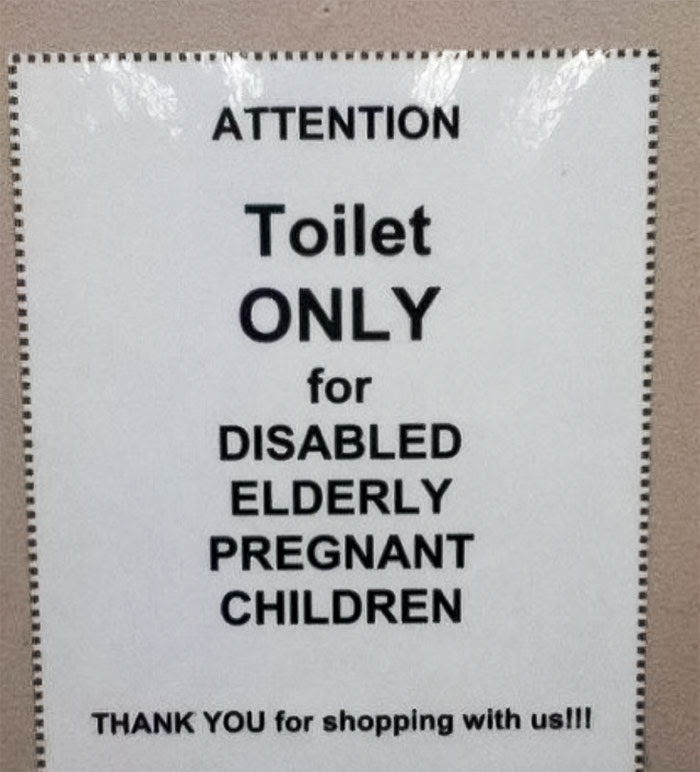 ATTENTION
Toilet
ONLY
for
DISABLED
ELDERLY
PREGNANT
CHILDREN
THANK YOU for shopping with us!!!